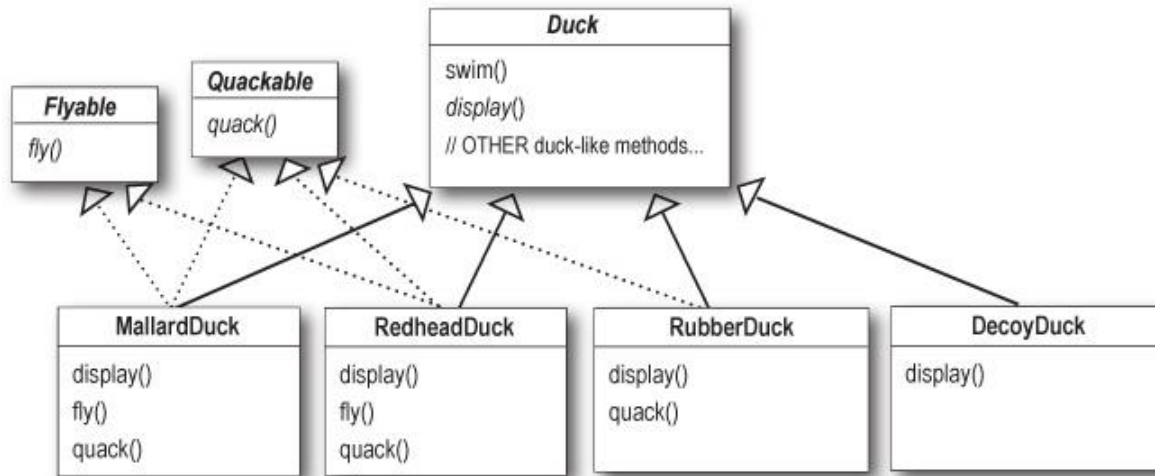 Duck
swim()
display()
// OTHER duck-like methods...
Quackable
quack()
Flyable
fly()
MallardDuck
display()
fly()
quack()
RedheadDuck
display()
fly()
quack()
RubberDuck
display()
quack()
DecoyDuck
display()